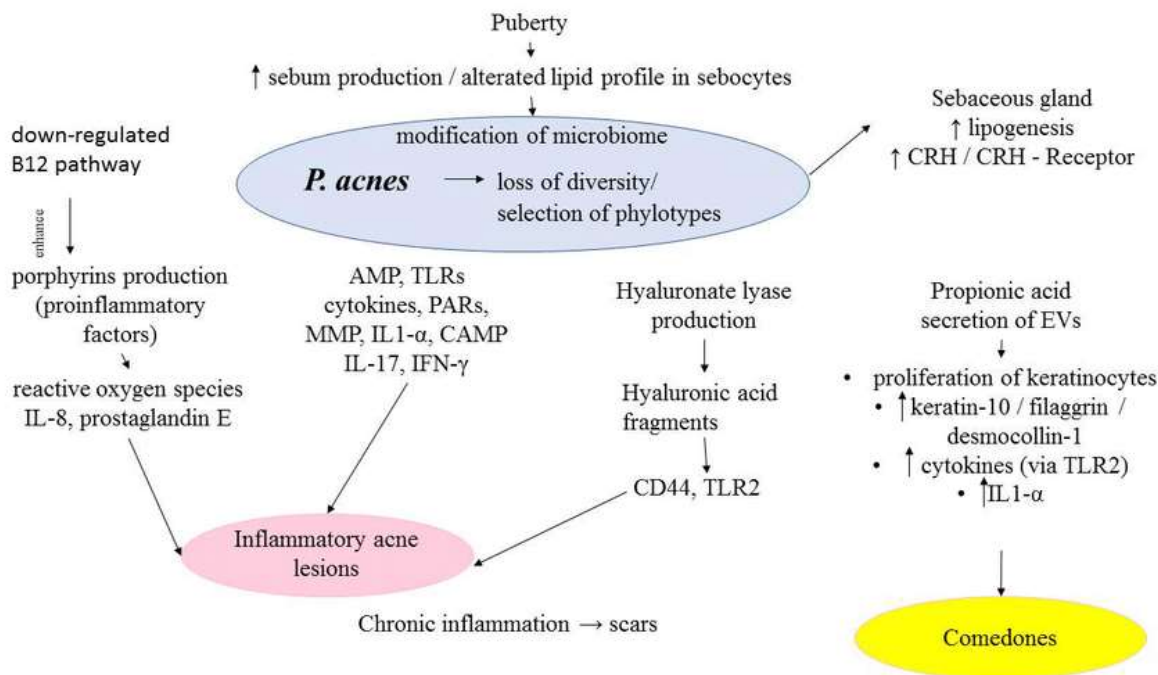 Puberty
↑ sebum production / alterated lipid profile in sebocytes
modification of microbiome
P. acnes → loss of diversity/
selection of phylotypes
Sebaceous gland
↑ lipogenesis
↑ CRH / CRH - Receptor
down-regulated
B12 pathway
enhance
porphyrins production
(proinflammatory
factors)
reactive oxygen species
IL-8, prostaglandin E
AMP, TLRs
cytokines, PARs,
MMP, IL1-α, CAMP
IL-17, IFN-γ
Hyaluronate lyase
production
Hyaluronic acid
fragments
CD44, TLR2
Propionic acid
secretion of EVs
• proliferation of keratinocytes
• ↑ keratin-10 / filaggrin /
desmocollin-1
• ↑ cytokines (via TLR2)
• ↑IL1-α
Inflammatory acne
lesions
Chronic inflammation → scars
Comedones